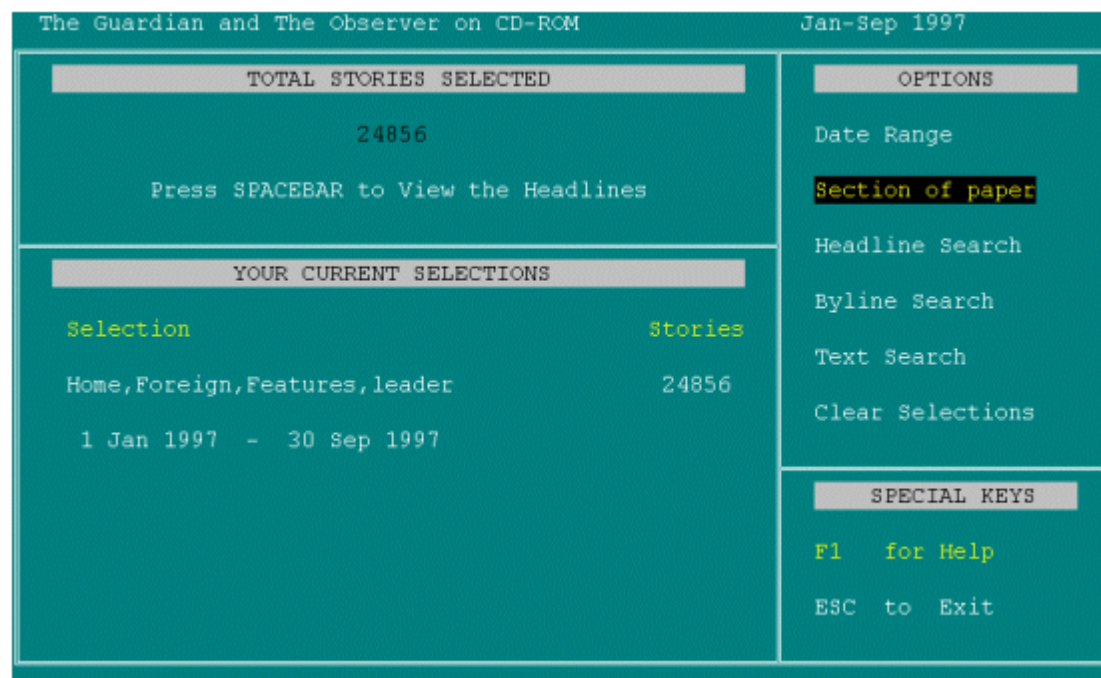 The Guardian and The Observer on CD-ROM Jan-Sep 1997
TOTAL STORIES SELECTED
24856
Press SPACEBAR to View the Headlines
YOUR CURRENT SELECTIONS
Selection Stories
Home,Foreign,Features,leader 24856
1 Jan 1997 - 30 Sep 1997
OPTIONS
Date Range
Section of paper
Headline Search
Byline Search
Text Search
Clear Selections
SPECIAL KEYS
F1 for Help
ESC to Exit